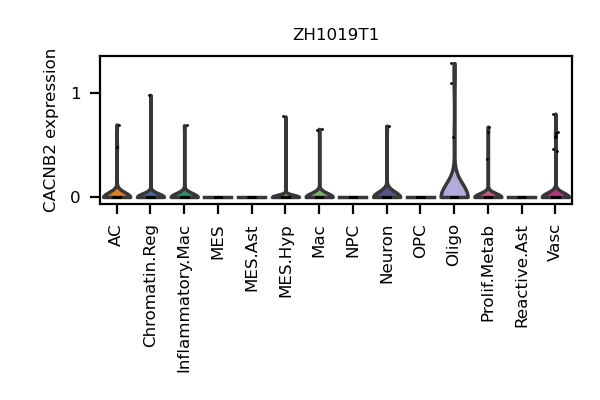 ZH1019T1
CACNB2 expression
1
0
AC
Chromatin.Reg
Inflammatory.Mac
MES
MES.Ast
MES.Hyp
Mac
NPC
Neuron
OPC
Oligo
Prolif.Metab
Reactive.Ast
Vasc